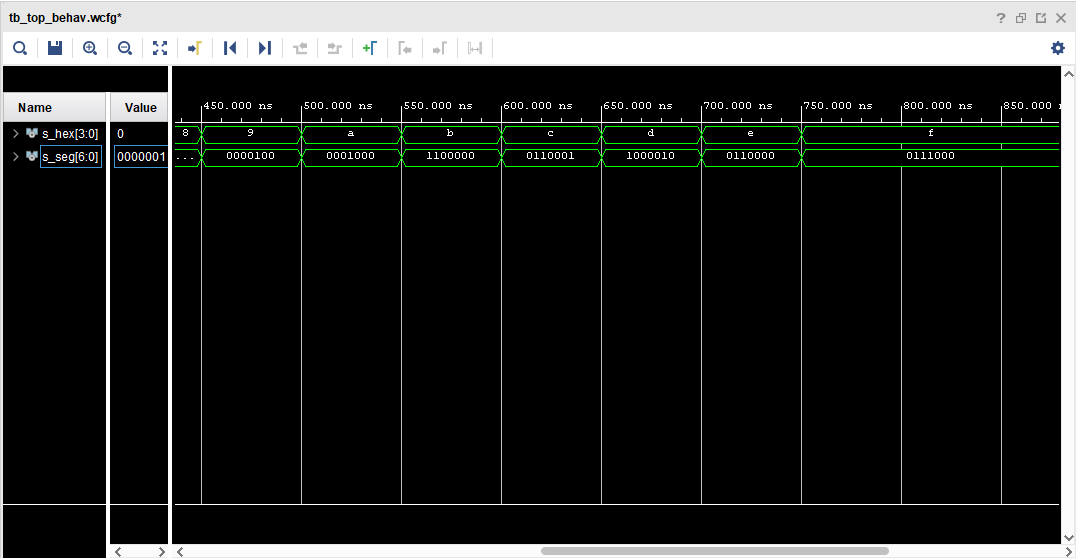 tb_top_behav.wcfg*
Name Value
450.000 ns 500.000 ns 550.000 ns 600.000 ns 650.000 ns 700.000 ns 750.000 ns 800.000 ns 850.000
s_hex[3:0] 0 8 9 a b c d e f
s_seg[6:0] 0000001 ... 0000100 0001000 1100000 0110001 1000010 0110000 0111000